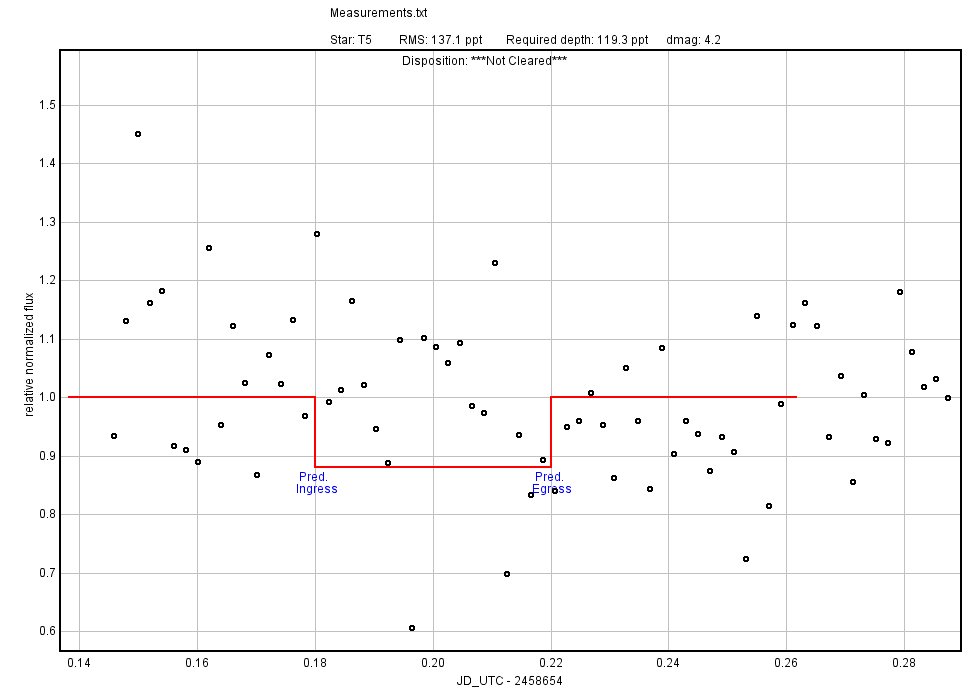 Measurements.txt
Star: T5 RMS: 137.1 ppt Required depth: 119.3 ppt dmag: 4.2
Disposition: ***Not Cleared***
relative normalized flux
1.5
1.4
1.3
1.2
1.1
1.0
0.9
0.8
0.7
0.6
Pred.
Ingress
Pred.
Egress
0.14 0.16 0.18 0.20 0.22 0.24 0.26 0.28
JD_UTC - 2458654